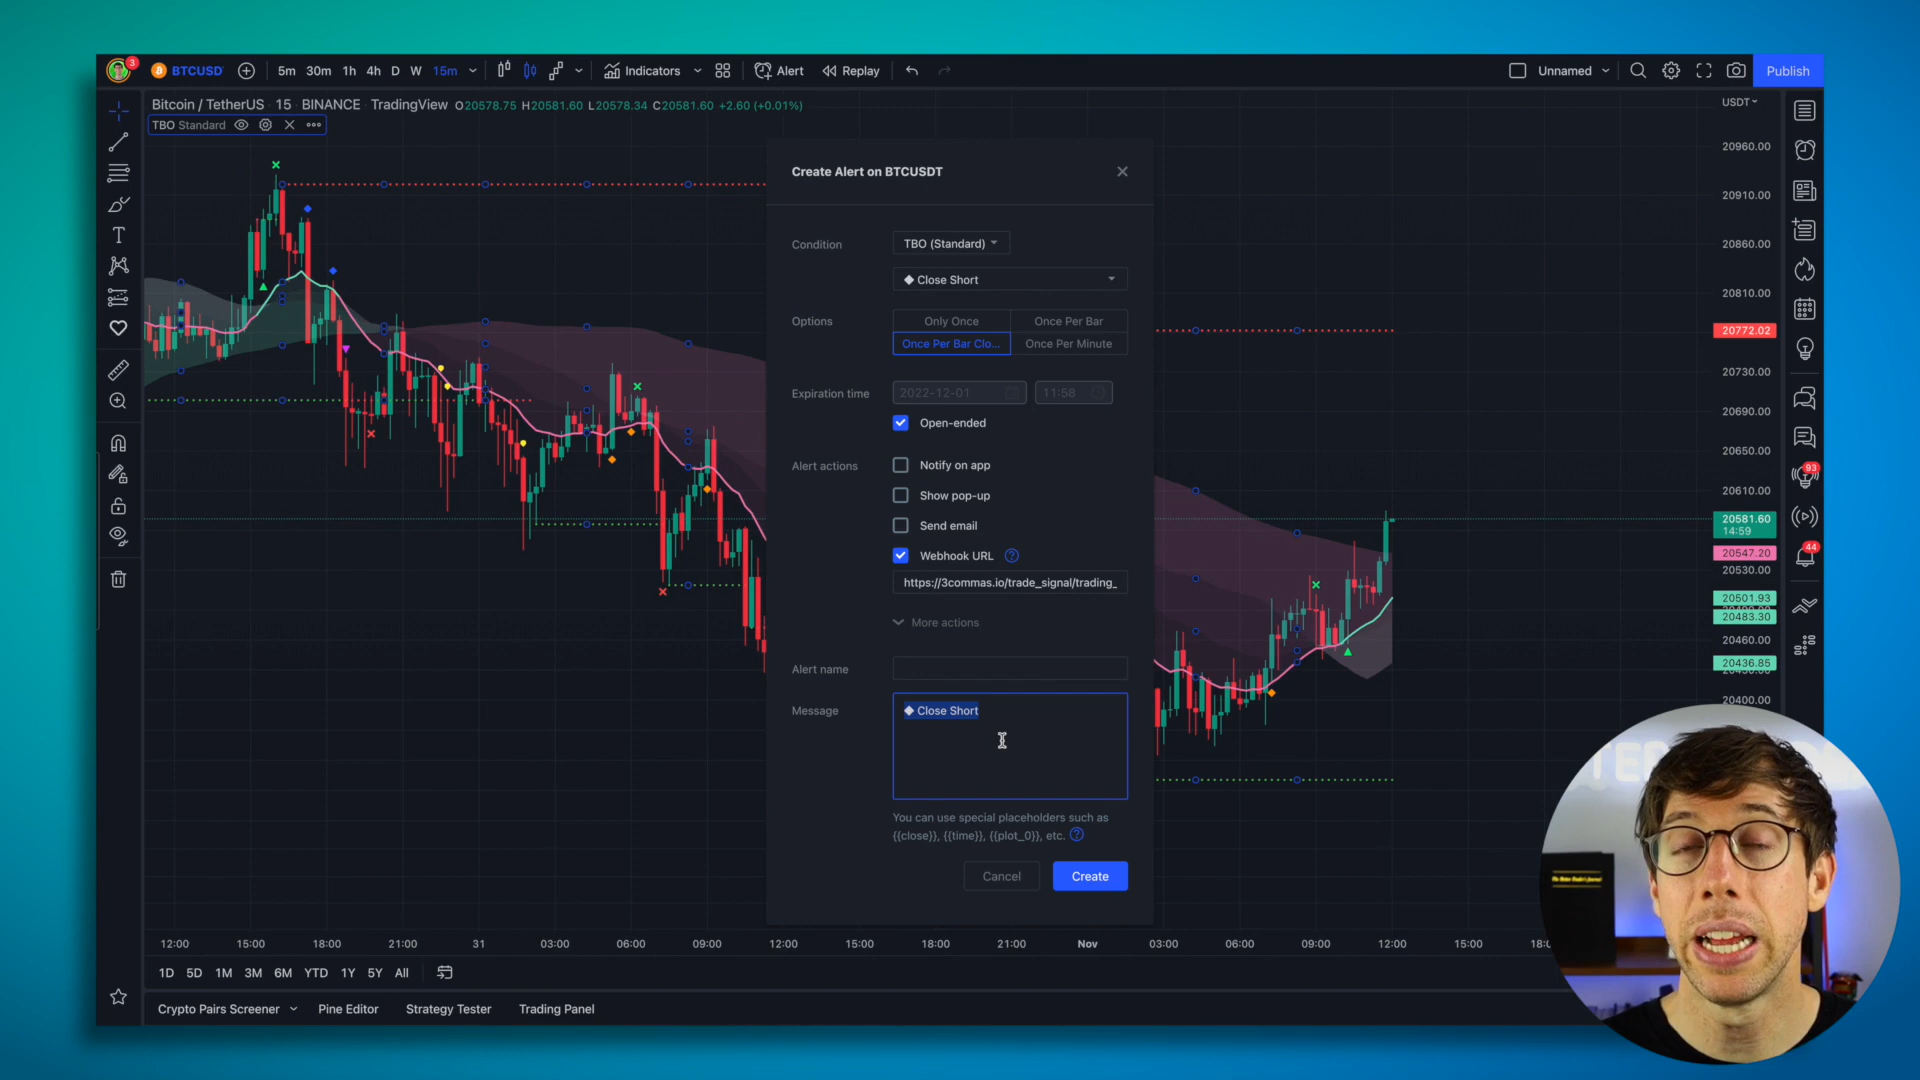 3
BTCUSD
5m 30m 1h 4h D W 15m
Indicators
Alert
Replay
Unnamed
Publish
Bitcoin / TetherUS · 15 · BINANCE · TradingView O20578.75 H20581.60 L20578.34 C20581.60 +2.60 (+0.01%)
USDT
TBO Standard
20960.00
20910.00
20860.00
20810.00
20772.02
20730.00
20690.00
20650.00
20610.00
20581.60
14:59
20547.20
20530.00
20501.93
20483.30
20460.00
20436.85
20400.00
93
44
Create Alert on BTCUSDT
Condition
TBO (Standard)
◆ Close Short
Options
Only Once
Once Per Bar
Once Per Bar Clo...
Once Per Minute
Expiration time
2022-12-01
11:58
Open-ended
Alert actions
Notify on app
Show pop-up
Send email
Webhook URL
https://3commas.io/trade_signal/trading_
More actions
Alert name
Message
◆ Close Short
You can use special placeholders such as
{{close}}, {{time}}, {{plot_0}}, etc.
Cancel
Create
12:00 15:00 18:00 21:00 31 03:00 06:00 09:00 12:00 15:00 18:00 21:00 Nov 03:00 06:00 09:00 12:00 15:00
1D 5D 1M 3M 6M YTD 1Y 5Y All
Crypto Pairs Screener
Pine Editor
Strategy Tester
Trading Panel